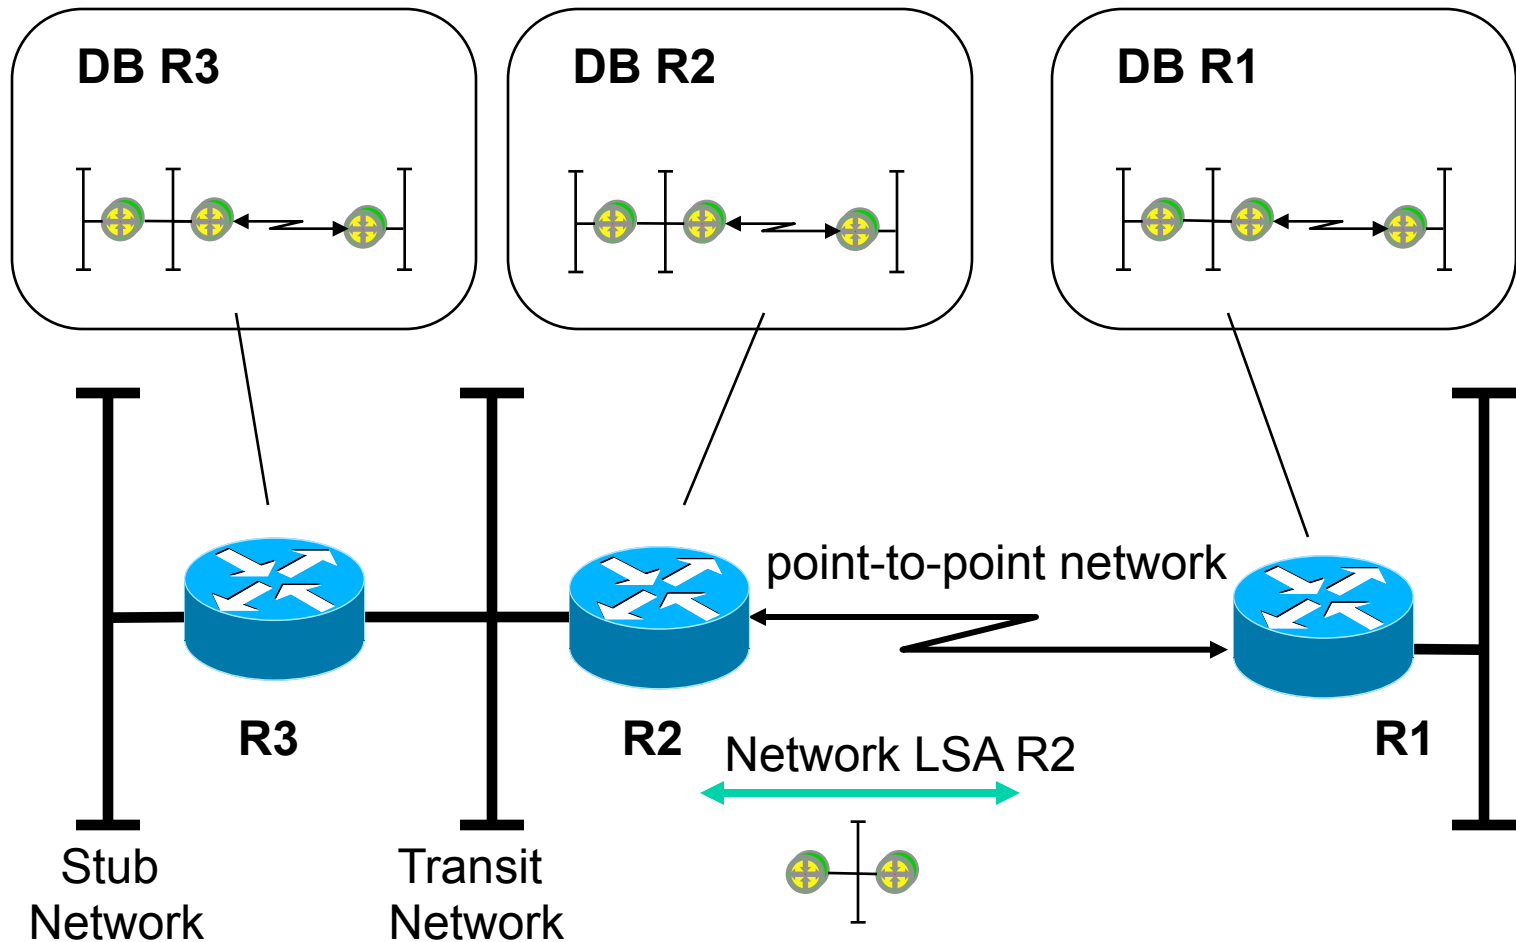 DB R3
DB R2
DB R1
point-to-point network
R3
R2
R1
Network LSA R2
Stub
Network
Transit
Network